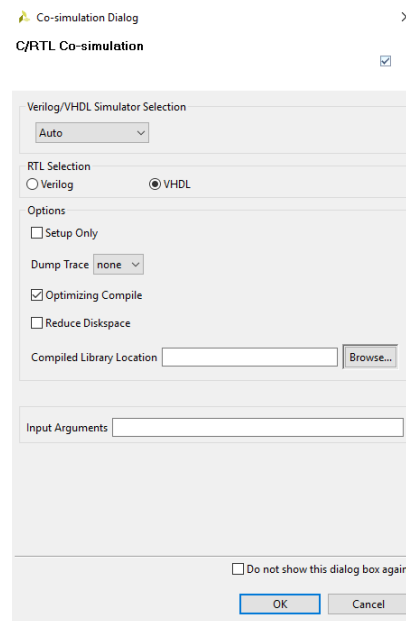 Co-simulation Dialog
C/RTL Co-simulation
Verilog/VHDL Simulator Selection
Auto
RTL Selection
Verilog VHDL
Options
Setup Only
Dump Trace none
Optimizing Compile
Reduce Diskspace
Compiled Library Location Browse...
Input Arguments
Do not show this dialog box again
OK Cancel